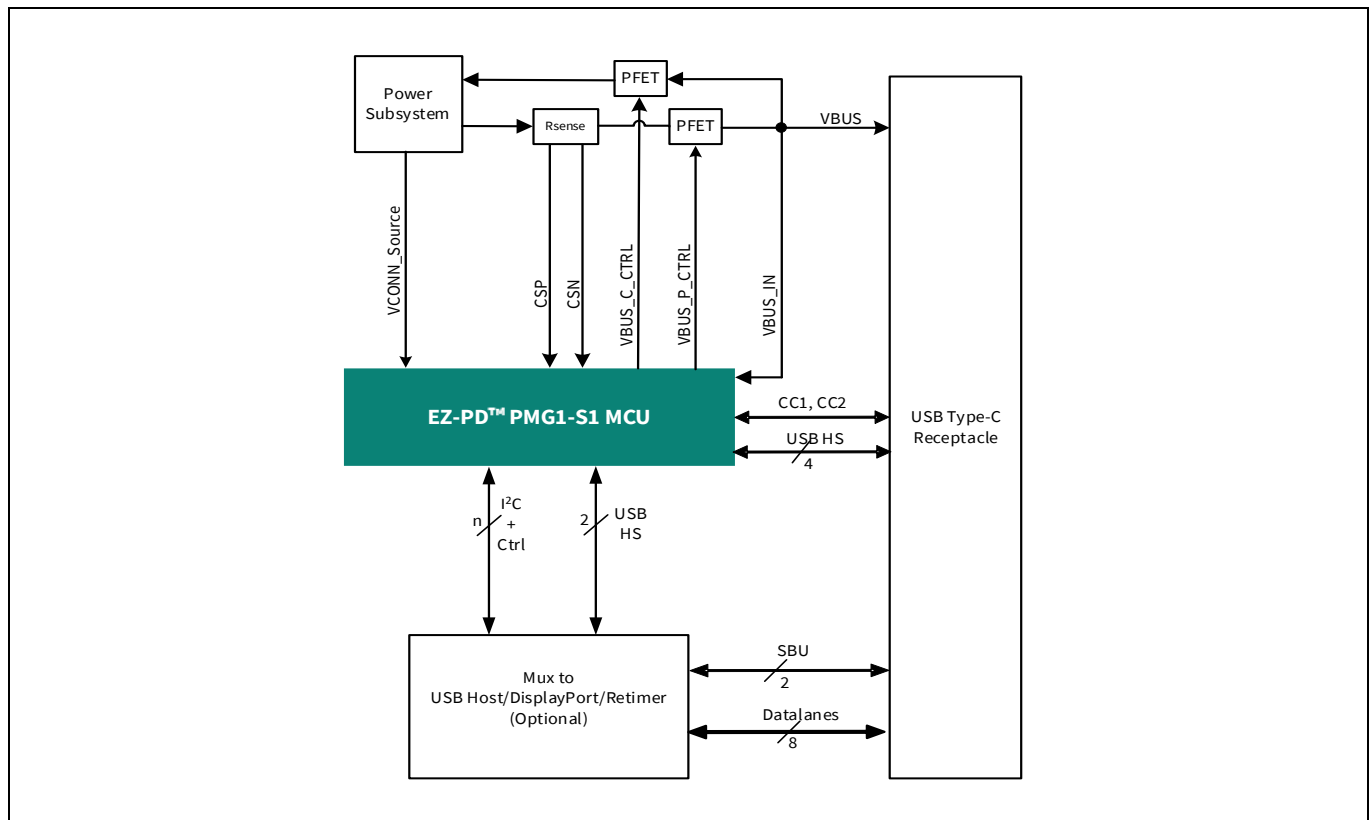 Power
Subsystem
PFET
Rsense
PFET
VBUS
VCONN_Source
CSP
CSN
VBUS_C_CTRL
VBUS_P_CTRL
VBUS_IN
EZ-PD™ PMG1-S1 MCU
CC1, CC2
USB HS
4
USB Type-C
Receptacle
n
I²C
+
Ctrl
2
USB
HS
Mux to
USB Host/DisplayPort/Retimer
(Optional)
SBU
2
Datalanes
8